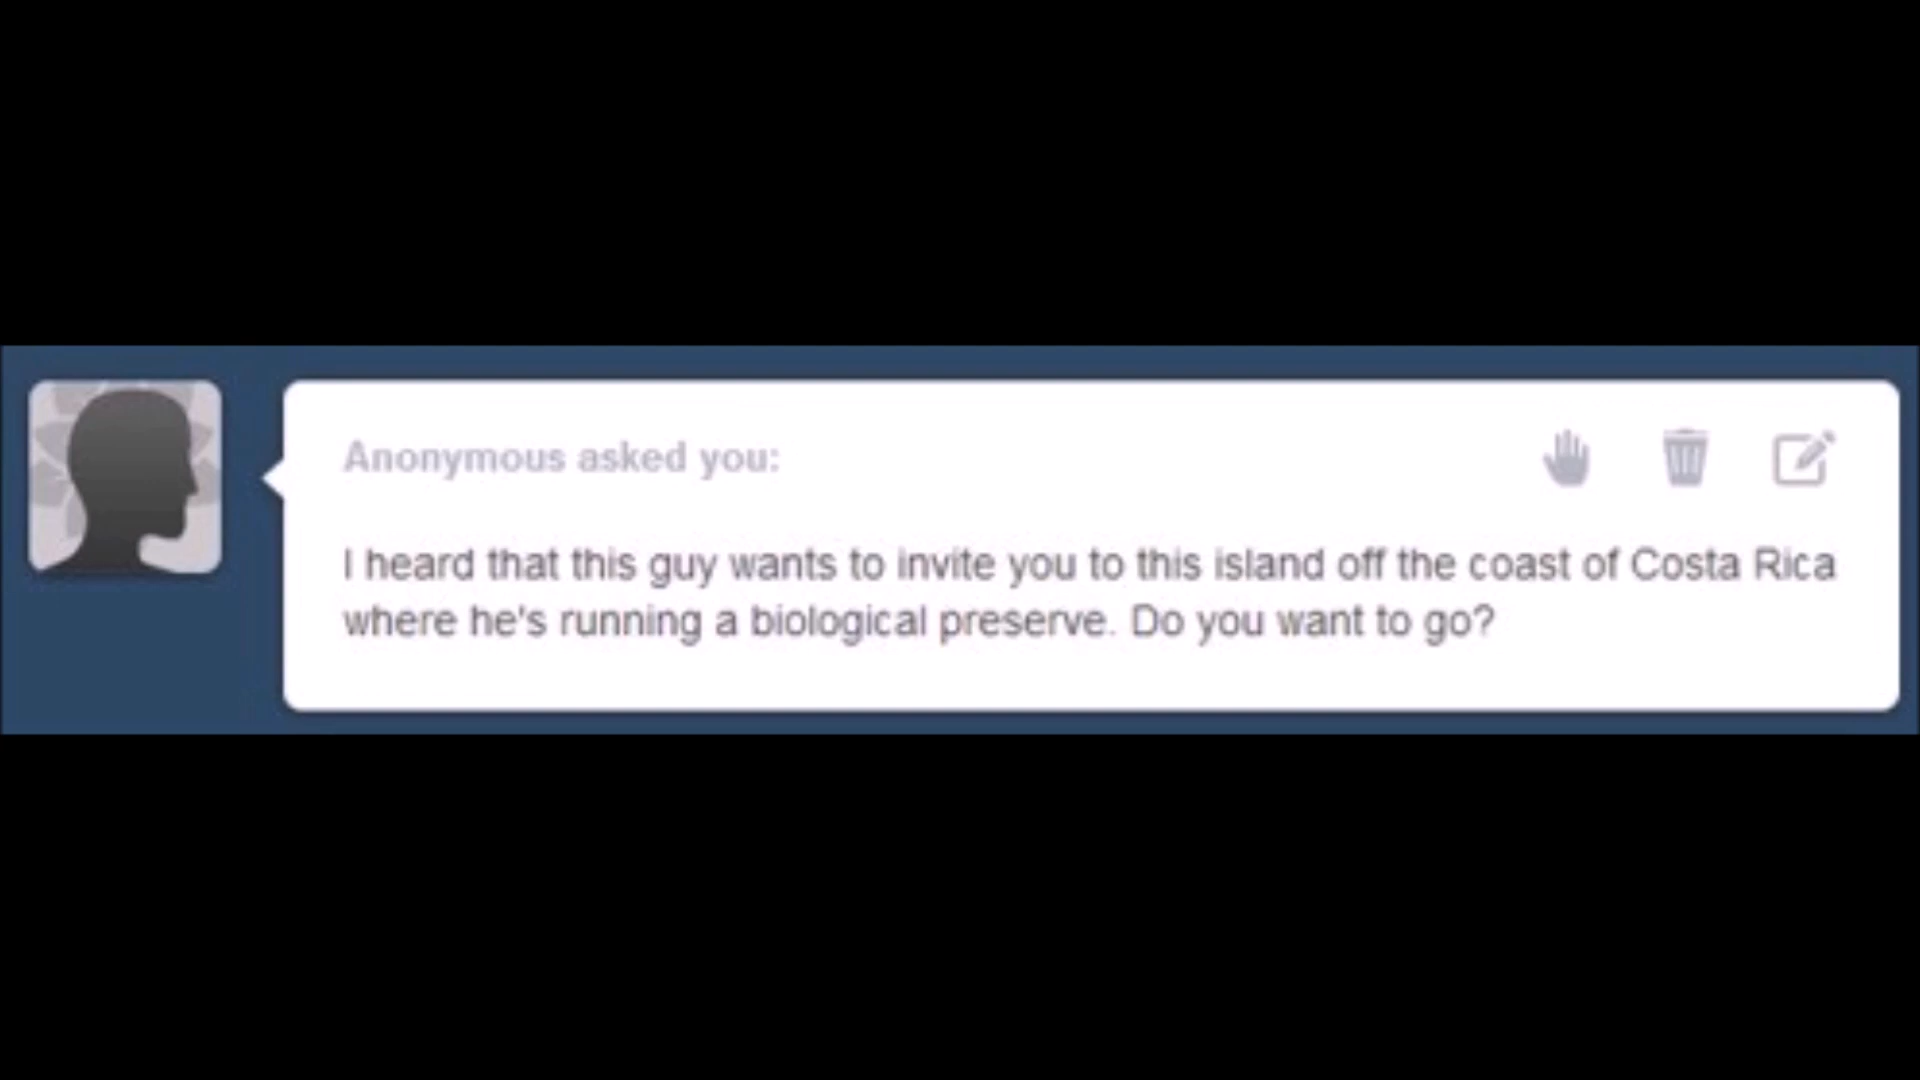 Anonymous asked you:
I heard that this guy wants to invite you to this island off the coast of Costa Rica
where he's running a biological preserve. Do you want to go?